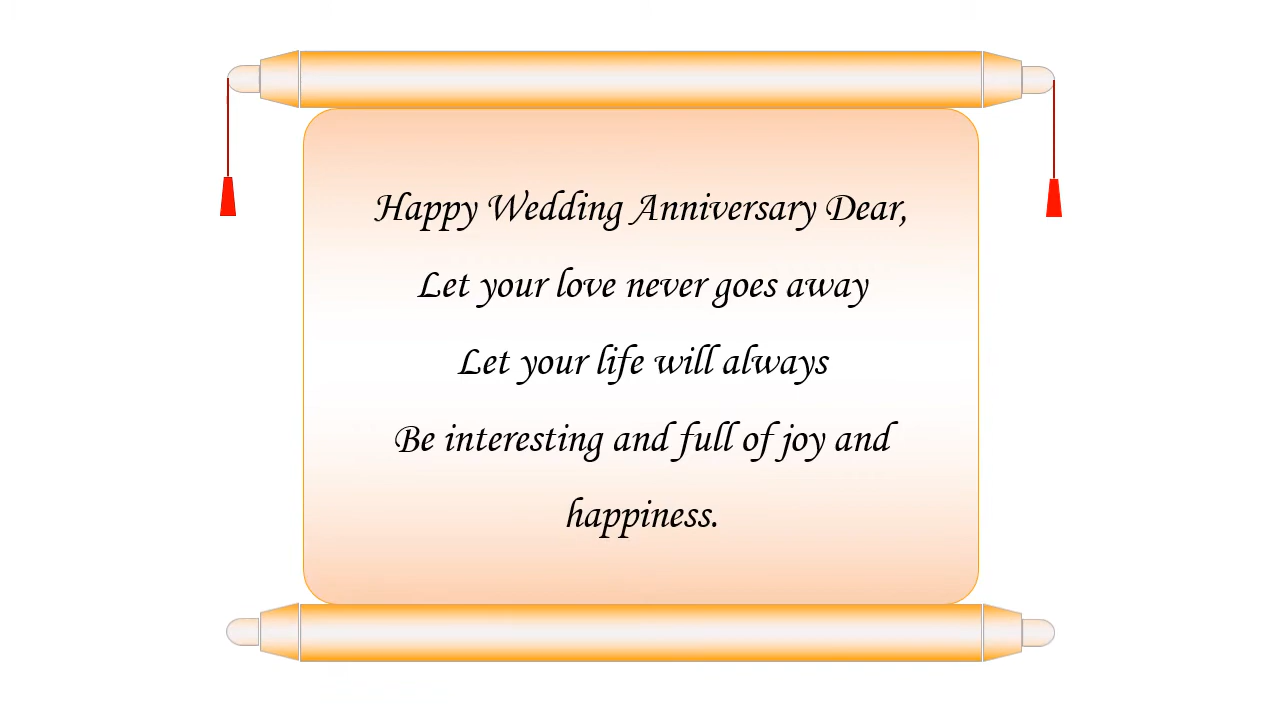 Happy Wedding Anniversary Dear,
Let your love never goes away
Let your life will always
Be interesting and full of joy and
happiness.